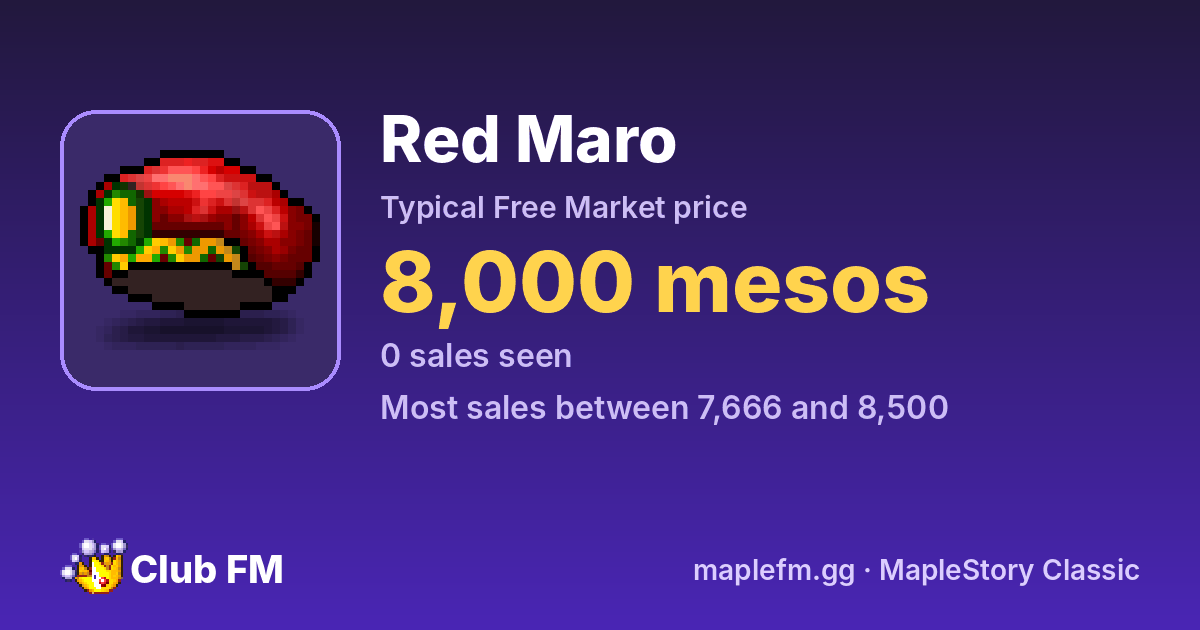 Red Maro
Typical Free Market price
8,000 mesos
0 sales seen
Most sales between 7,666 and 8,500
Club FM
maplefm.gg · MapleStory Classic